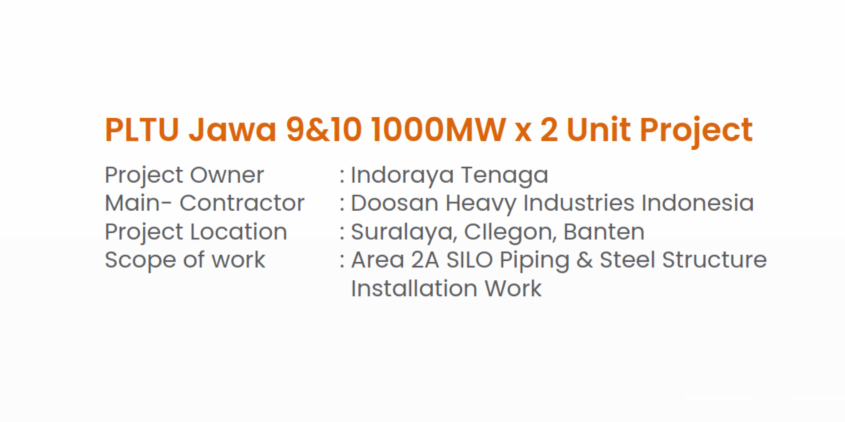 PLTU Jawa 9&10 1000MW x 2 Unit Project
Project Owner : Indoraya Tenaga
Main- Contractor : Doosan Heavy Industries Indonesia
Project Location : Suralaya, CIlegon, Banten
Scope of work : Area 2A SILO Piping & Steel Structure
Installation Work